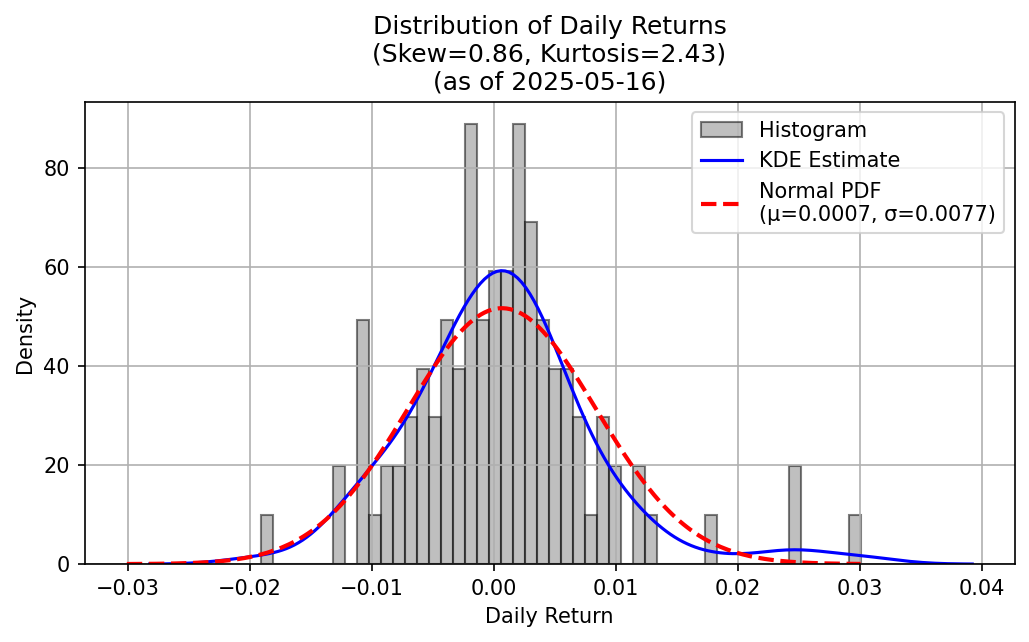 Distribution of Daily Returns
(Skew=0.86, Kurtosis=2.43)
(as of 2025-05-16)
Histogram
KDE Estimate
Normal PDF
(μ=0.0007, σ=0.0077)
Density
80
60
40
20
0
−0.03 −0.02 −0.01 0.00 0.01 0.02 0.03 0.04
Daily Return